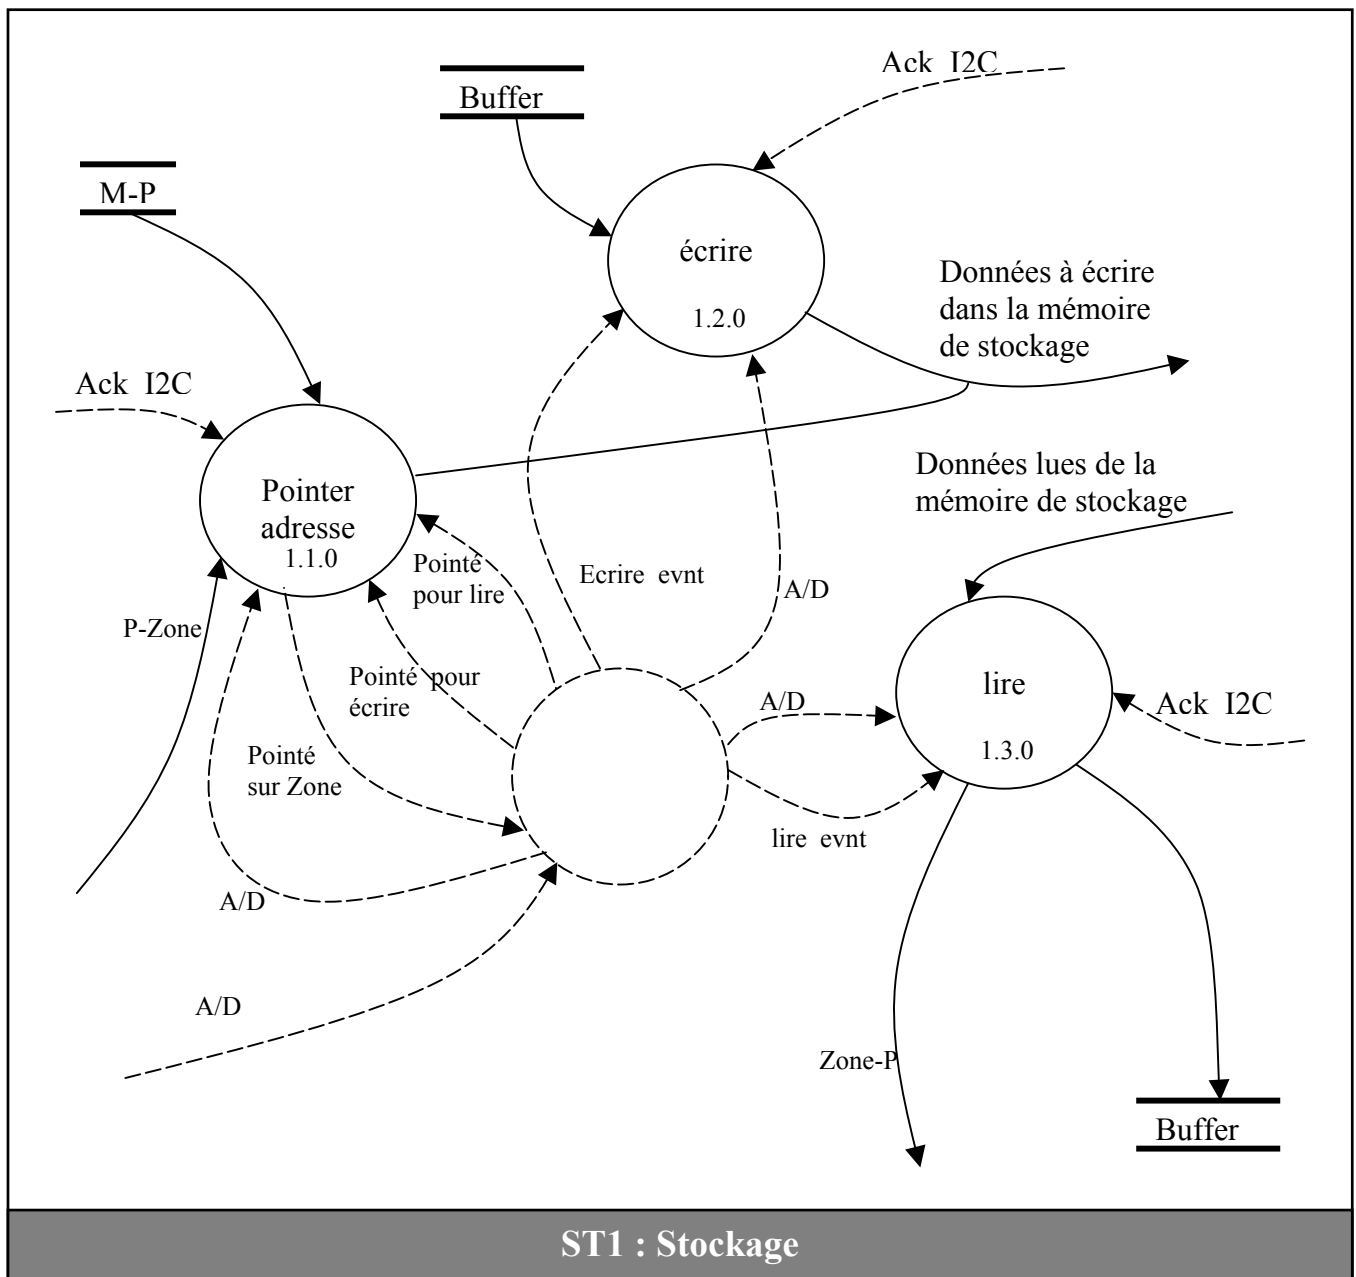 Ack I2C
Buffer
M-P
écrire
1.2.0
Données à écrire
dans la mémoire
de stockage
Ack I2C
Données lues de la
mémoire de stockage
Pointer
adresse
1.1.0
Pointé
pour lire
Ecrire evnt
A/D
P-Zone
Pointé pour
écrire
A/D
lire
1.3.0
Ack I2C
Pointé
sur Zone
lire evnt
A/D
A/D
Zone-P
Buffer
ST1 : Stockage